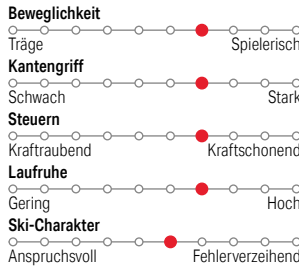 Beweglichkeit
Träge Spielerisch
Kantengriff
Schwach Stark
Steuern
Kraftraubend Kraftschonend
Laufruhe
Gering Hoch
Ski-Charakter
Anspruchsvoll Fehlerverzeihend